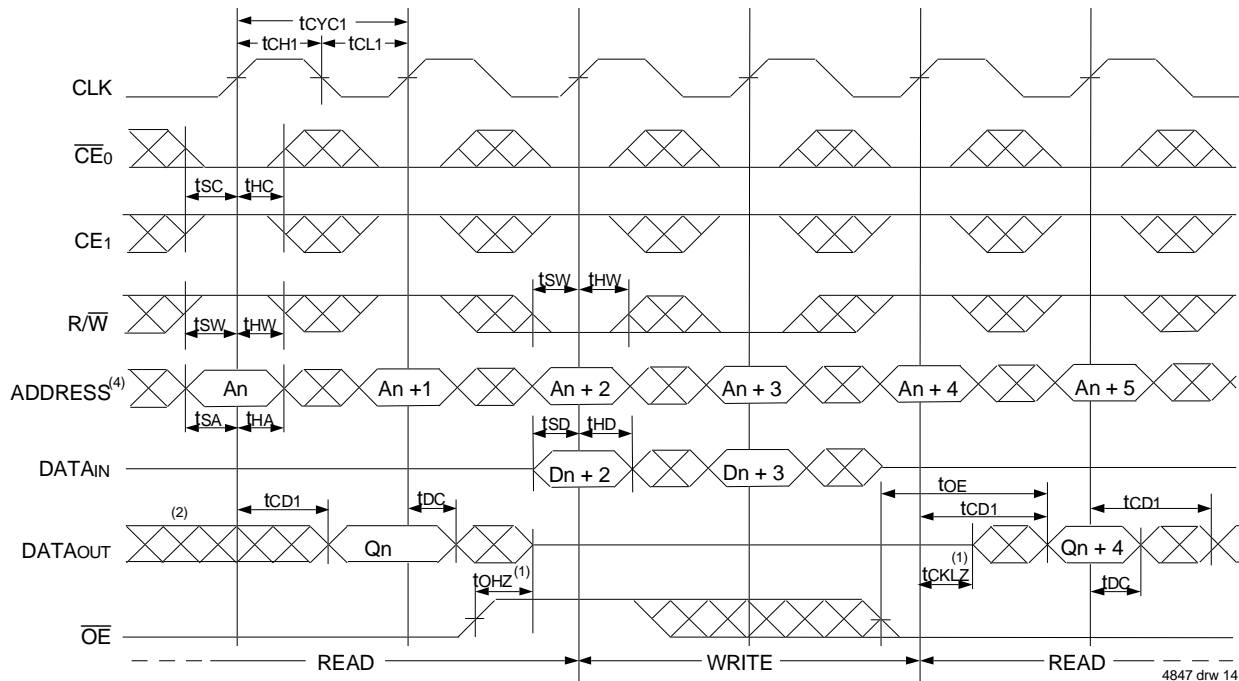 tCYC1
tCH1 tCL1
CLK
CE0
tSC tHC
CE1
tSW tHW
R/W
tSW tHW
ADDRESS(4) An An +1 An + 2 An + 3 An + 4 An + 5
tSA tHA tSD tHD
DATAIN Dn + 2 Dn + 3
tOE
tCD1 tDC tCD1 tCD1
(2)
DATAOUT Qn Qn + 4
tOHZ(1) tCKLZ(1) tDC
OE
READ WRITE READ
4847 drw 14